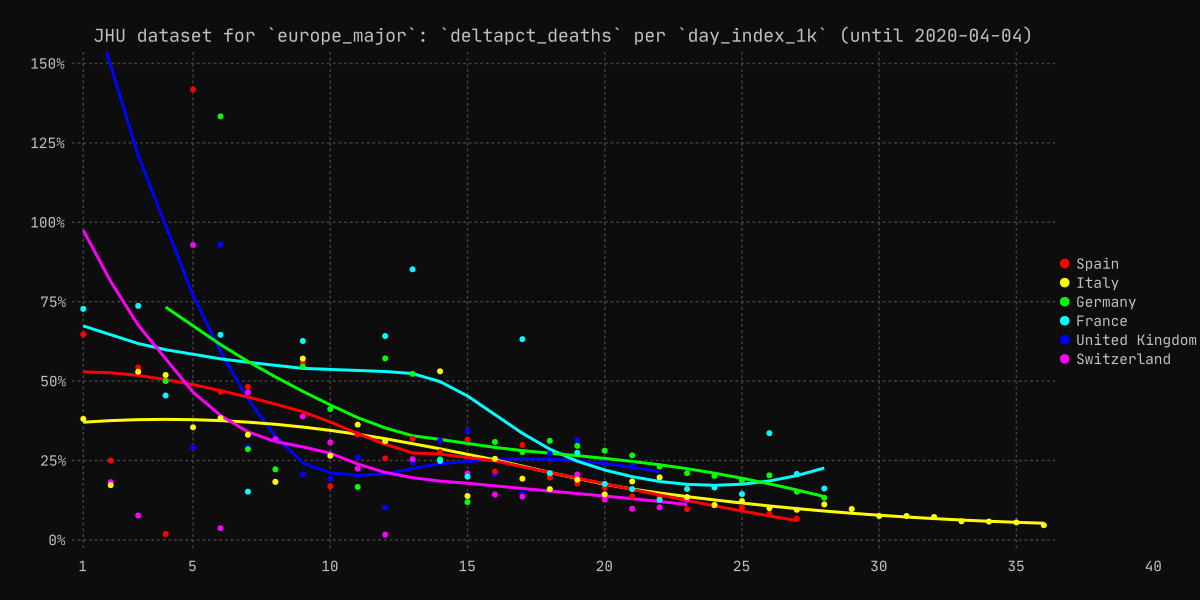 JHU dataset for `europe_major`: `deltapct_deaths` per `day_index_1k` (until 2020-04-04)
150%
125%
100%
75%
50%
25%
0%
1 5 10 15 20 25 30 35 40
Spain
Italy
Germany
France
United Kingdom
Switzerland